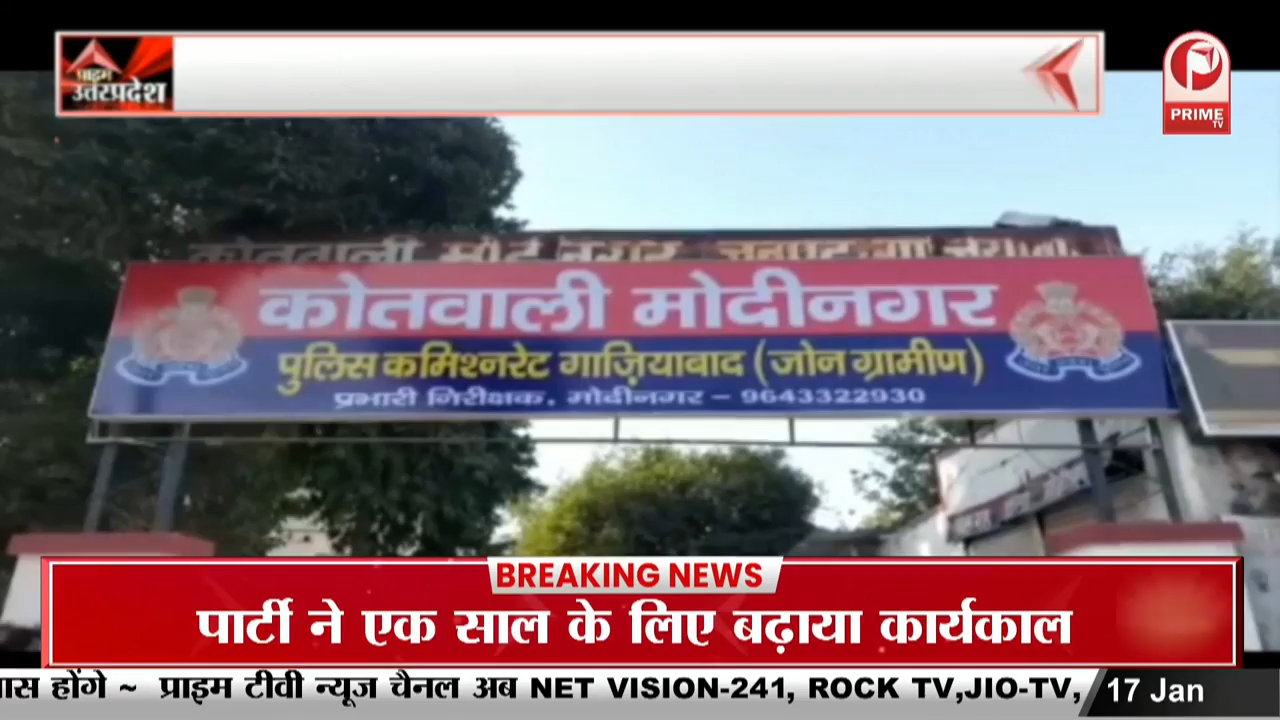 प्राइम
उत्तरप्रदेश
PRIME
TV
कोतवाली मोदीनगर
पुलिस कमिश्नरेट गाज़ियाबाद (जोन ग्रामीण)
प्रभारी निरीक्षक, मोदीनगर - 9643322930
BREAKING NEWS
पार्टी ने एक साल के लिए बढ़ाया कार्यकाल
होंगे ~ प्राइम टीवी न्यूज चैनल अब NET VISION-241, ROCK TV,JIO-TV,
17 Jan